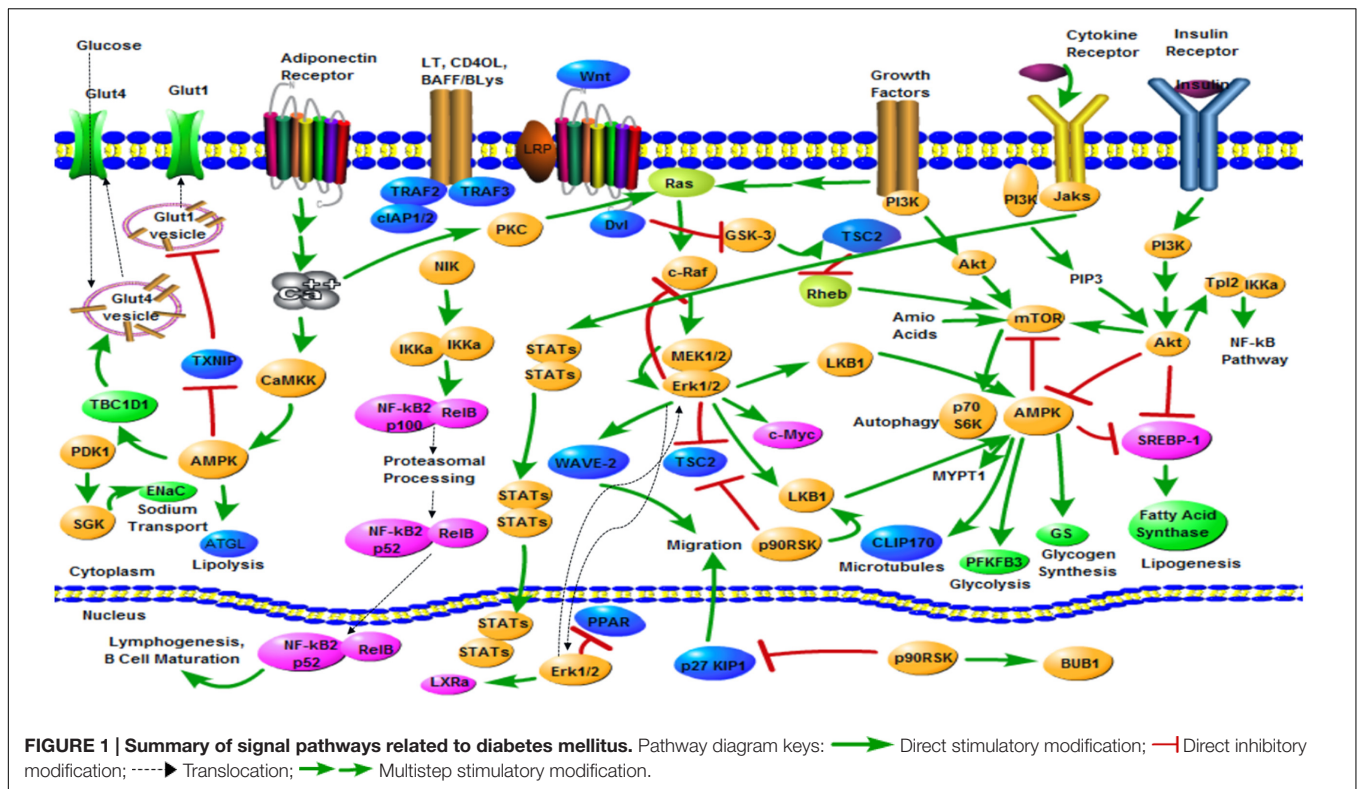 Glucose
Glut4
Glut1
Adiponectin
Receptor
LT, CD4OL,
BAFF/BLys
Wnt
Growth
Factors
Cytokine
Receptor
Insulin
Receptor
Insulin
LRP
TRAF2
TRAF3
cIAP1/2
Ras
Dvl
PI3K
PI3K
Jaks
Glut1
vesicle
PKC
GSK-3
TSC2
PI3K
NIK
c-Raf
Akt
Ca++
Glut4
vesicle
Rheb
PIP3
Tpl2
IKKa
Amio
Acids
mTOR
NF-kB
Pathway
TXNIP
CaMKK
IKKa
IKKa
STATs
STATs
MEK1/2
Erk1/2
LKB1
Akt
TBC1D1
NF-kB2
p100
RelB
c-Myc
Autophagy
p70
S6K
AMPK
SREBP-1
PDK1
AMPK
Proteasomal
Processing
WAVE-2
TSC2
MYPT1
ENaC
Sodium
Transport
SGK
STATs
STATs
LKB1
NF-kB2
p52
RelB
ATGL
Lipolysis
Migration
p90RSK
CLIP170
Microtubules
PFKFB3
Glycolysis
GS
Glycogen
Synthesis
Fatty Acid
Synthase
Lipogenesis
Cytoplasm
Nucleus
Lymphogenesis,
B Cell Maturation
NF-kB2
p52
RelB
STATs
STATs
PPAR
LXRa
Erk1/2
p27 KIP1
p90RSK
BUB1
FIGURE 1 | Summary of signal pathways related to diabetes mellitus. Pathway diagram keys: Direct stimulatory modification; Direct inhibitory
modification; Translocation; Multistep stimulatory modification.